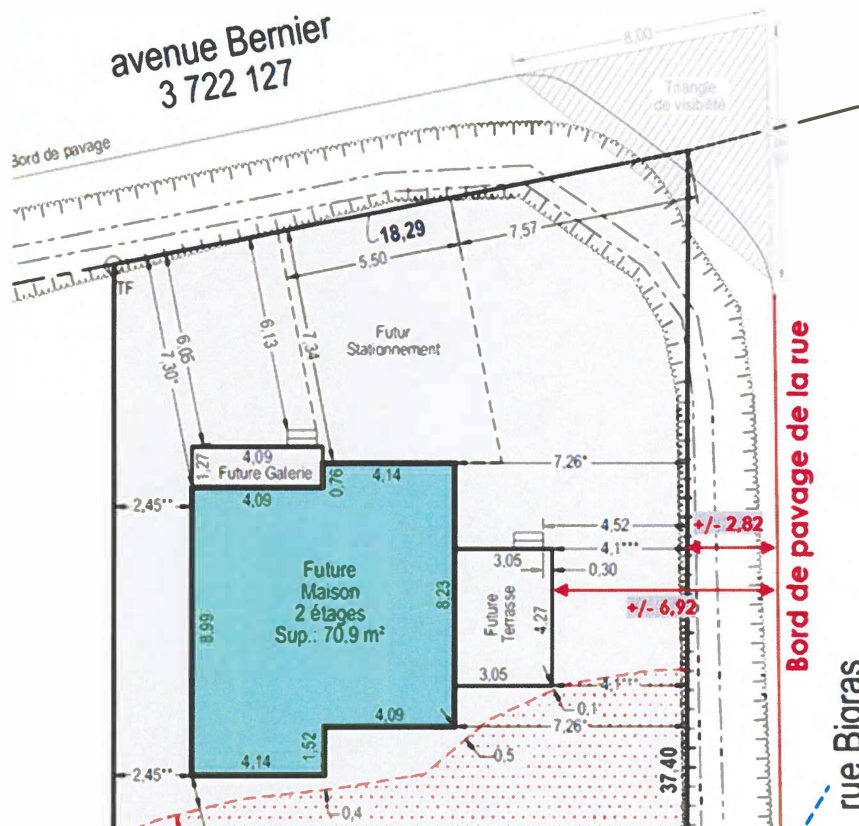 avenue Bernier
3 722 127
8,00
Triangle
de visibilité
Bord de pavage
18,29
7,57
5,50
TF
6,05
7,30*
6,13
7,34
Futur
Stationnement
4,09
1,27
Future Galerie
4,09
0,76
4,14
7,26*
2,45**
4,52
+/- 2,82
4,1***
3,05
0,30
Future
Maison
2 étages
Sup.: 70.9 m²
8,99
8,23
Future
Terrasse
4,27
+/- 6,92
Bord de pavage de la rue
3,05
4,1***
0,1
4,09
7,26*
0,5
1,52
4,14
2,45**
0,4
37,40
rue Bigras